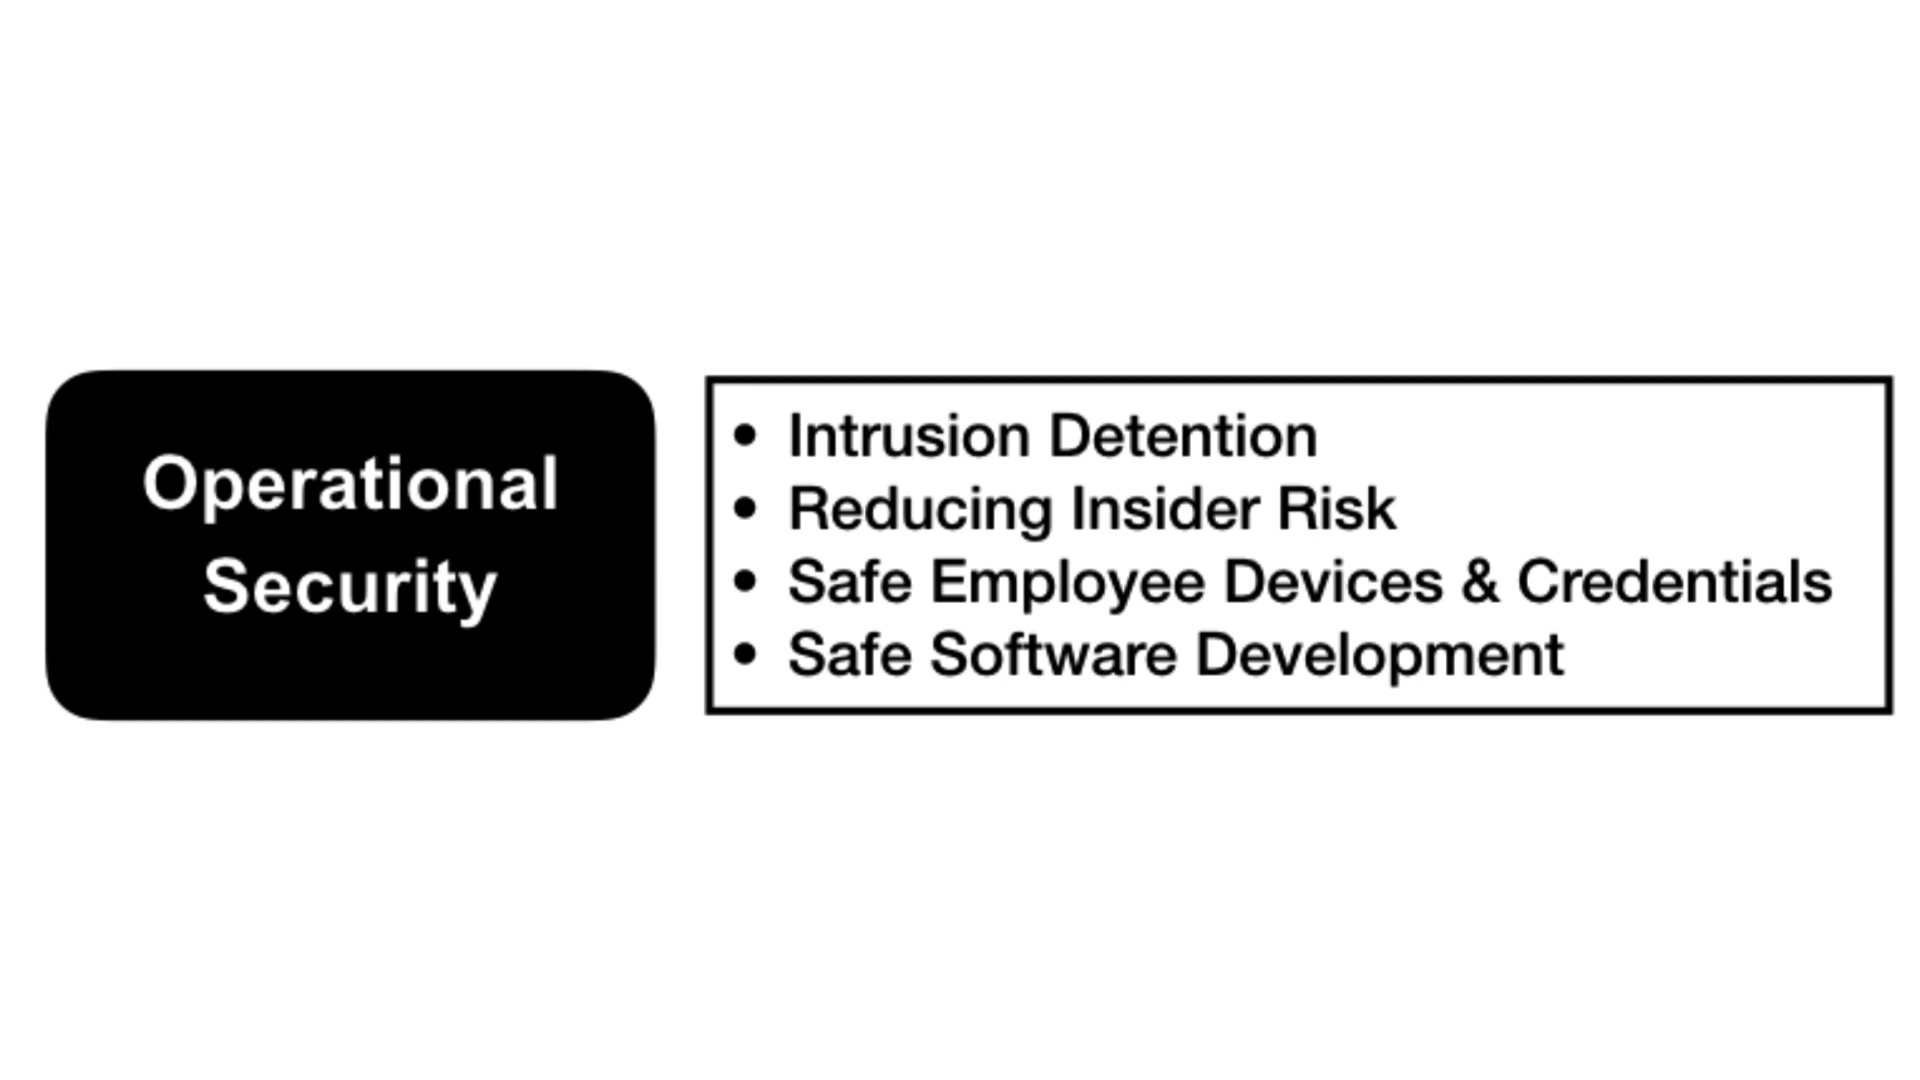 Operational
Security
• Intrusion Detention
• Reducing Insider Risk
• Safe Employee Devices & Credentials
• Safe Software Development